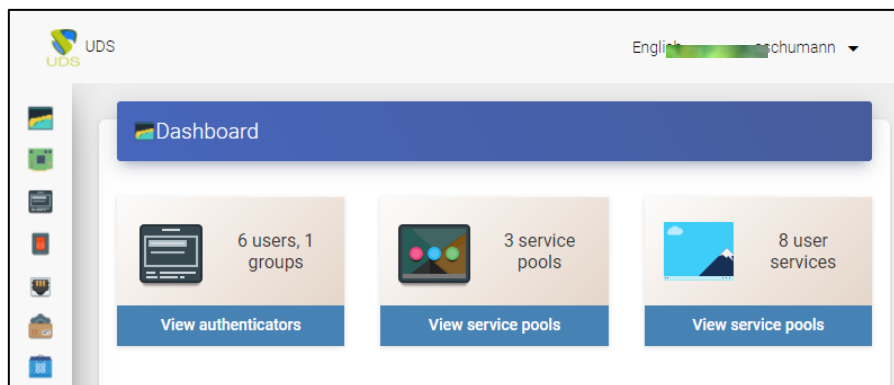 UDS
UDS
English
Dashboard
6 users, 1
groups
3 service
pools
8 user
services
View authenticators
View service pools
View service pools